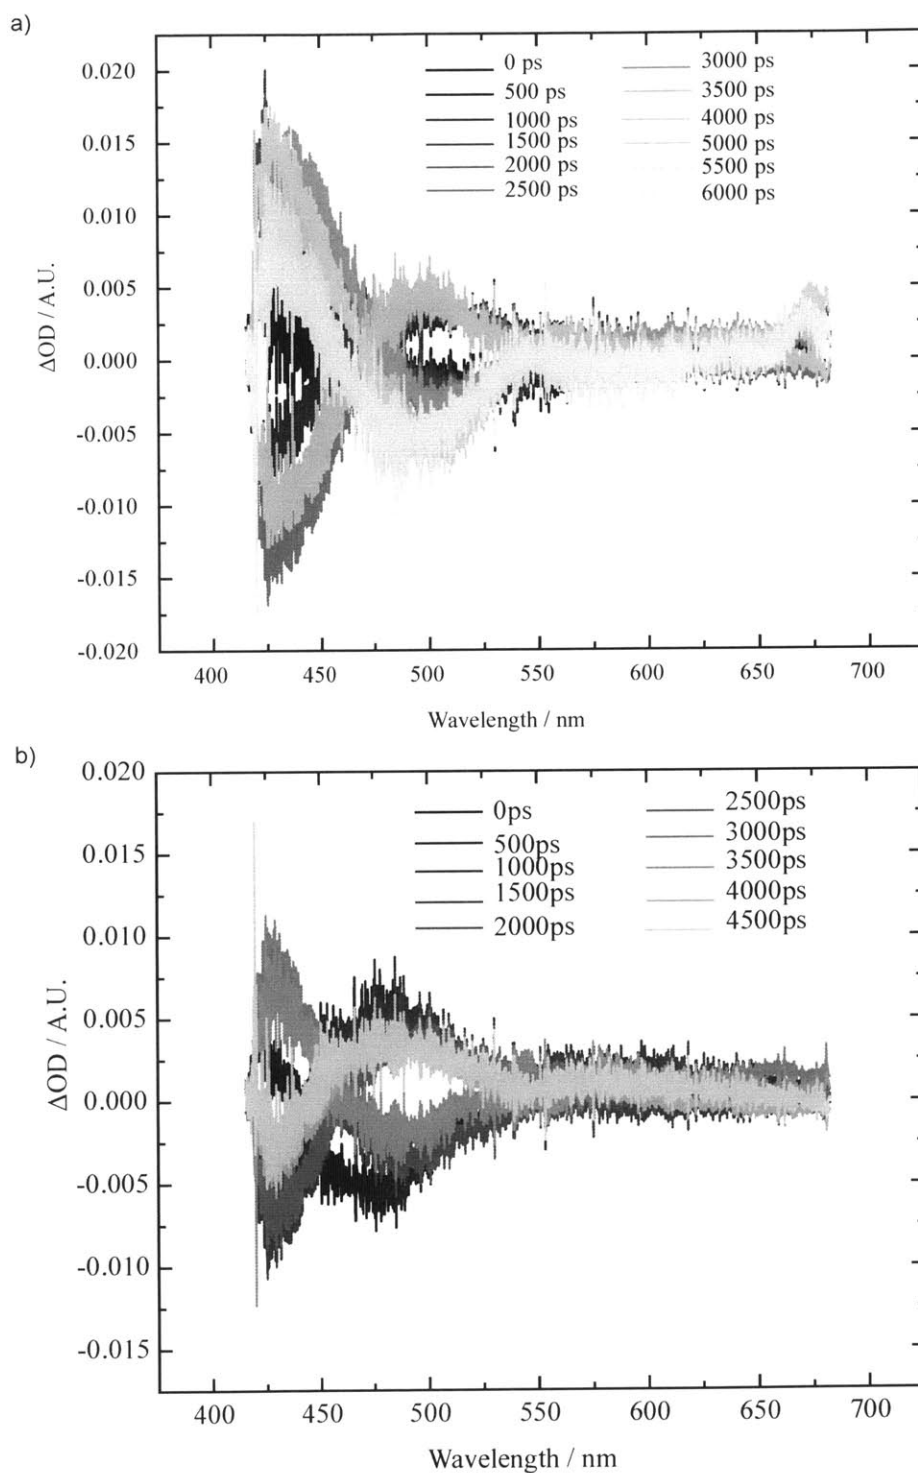 a)
0.020
0.015
0.010
0.005
0.000
-0.005
-0.010
-0.015
-0.020
ΔOD / A.U.
0 ps
500 ps
1000 ps
1500 ps
2000 ps
2500 ps
3000 ps
3500 ps
4000 ps
5000 ps
5500 ps
6000 ps
400 450 500 550 600 650 700
Wavelength / nm
b)
0.020
0.015
0.010
0.005
0.000
-0.005
-0.010
-0.015
ΔOD / A.U.
0ps
500ps
1000ps
1500ps
2000ps
2500ps
3000ps
3500ps
4000ps
4500ps
400 450 500 550 600 650 700
Wavelength / nm